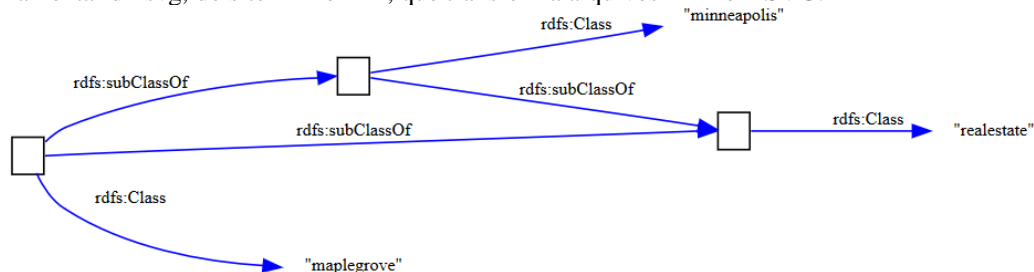 "minneapolis"
rdfs:Class
rdfs:subClassOf
rdfs:subClassOf
rdfs:Class
"realestate"
rdfs:subClassOf
rdfs:Class
"maplegrove"